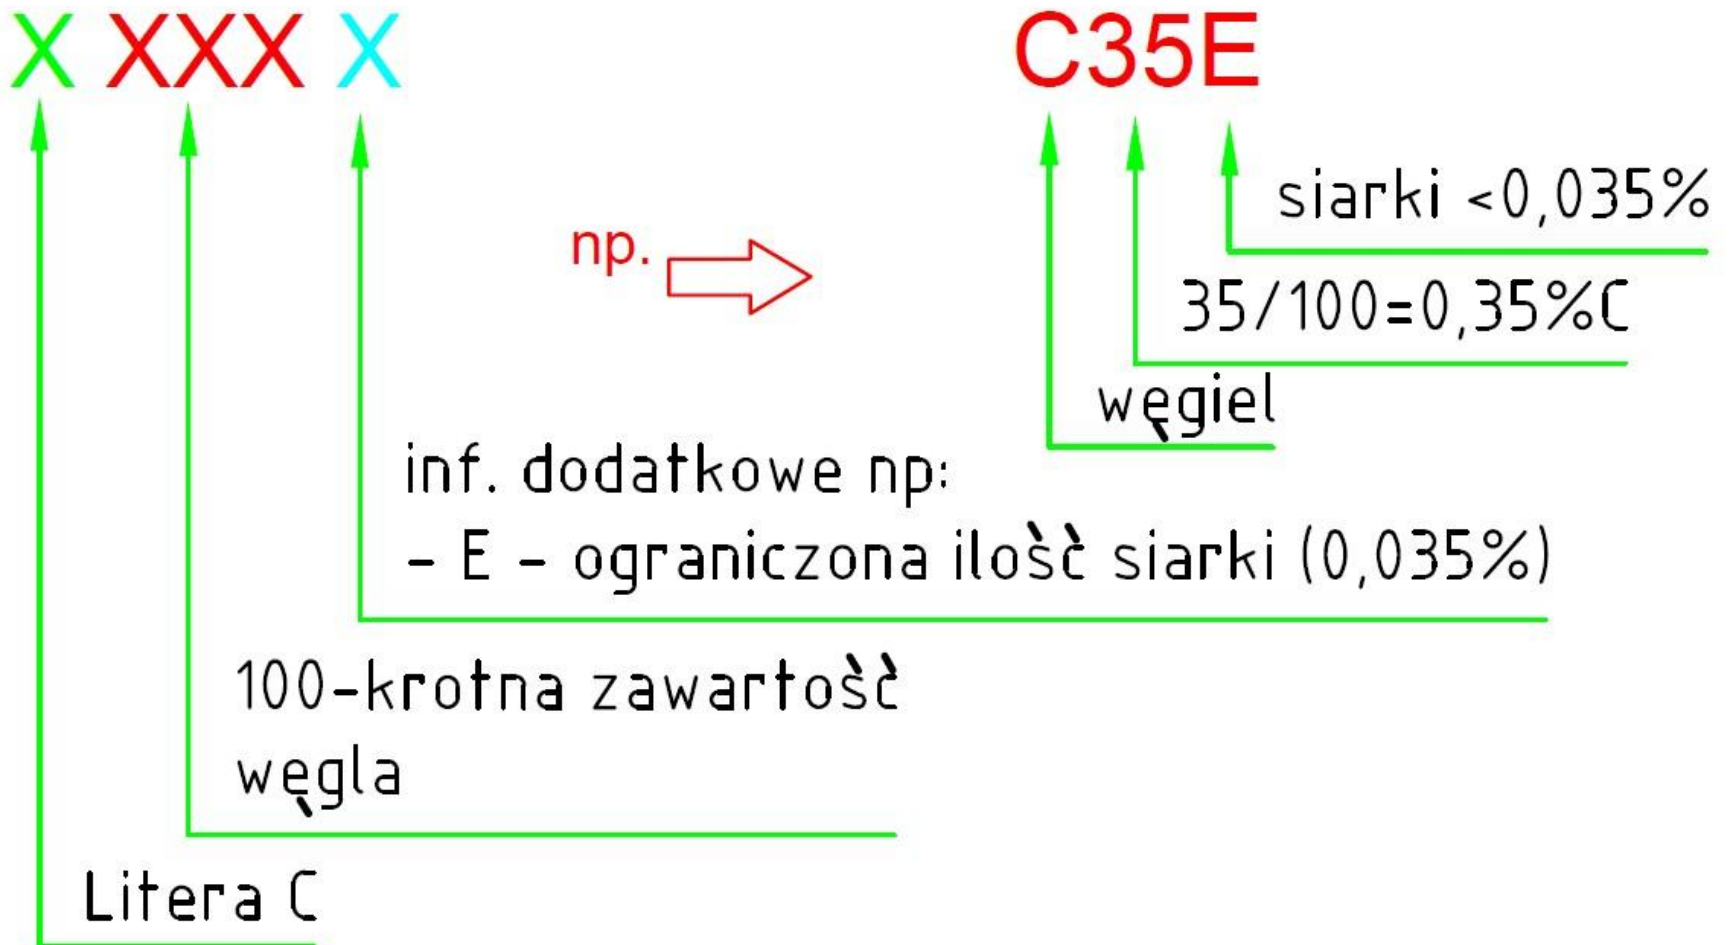 X XXX X
C35E
siarki <0,035%
np.
35/100=0,35%C
węgiel
inf. dodatkowe np:
- E - ograniczona ilość siarki (0,035%)
100-krotna zawartość
węgla
Litera C